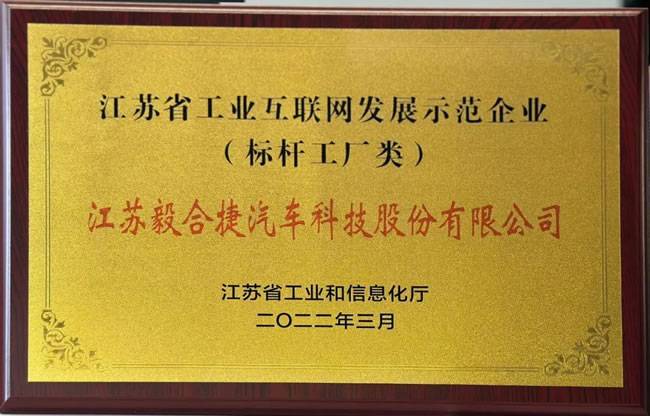 江苏省工业互联网发展示范企业
（标杆工厂类）
江苏毅合捷汽车科技股份有限公司
江苏省工业和信息化厅
二〇二二年三月